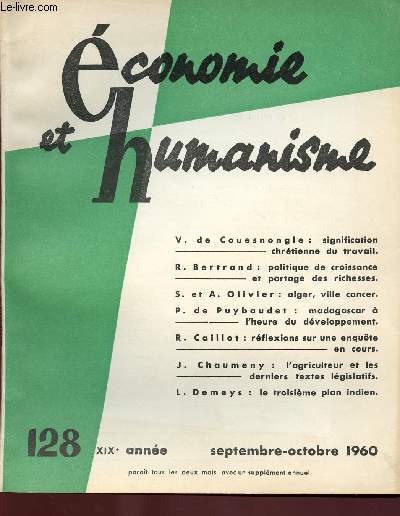 Le-livre.com
économie
et humanisme
V. de Couesnongle : signification
chrétienne du travail.
R. Bertrand : politique de croissance
et partage des richesses.
S. et A. Olivier : alger, ville cancer.
P. de Puybaudet : madagascar à
l'heure du développement.
R. Caillot : réflexions sur une enquête
en cours.
J. Chaumeny : l'agriculteur et les
derniers textes législatifs.
L. Demeys : le troisième plan indien.
128 XIXe année septembre-octobre 1960
paraît tous les deux mois avec un supplément annuel